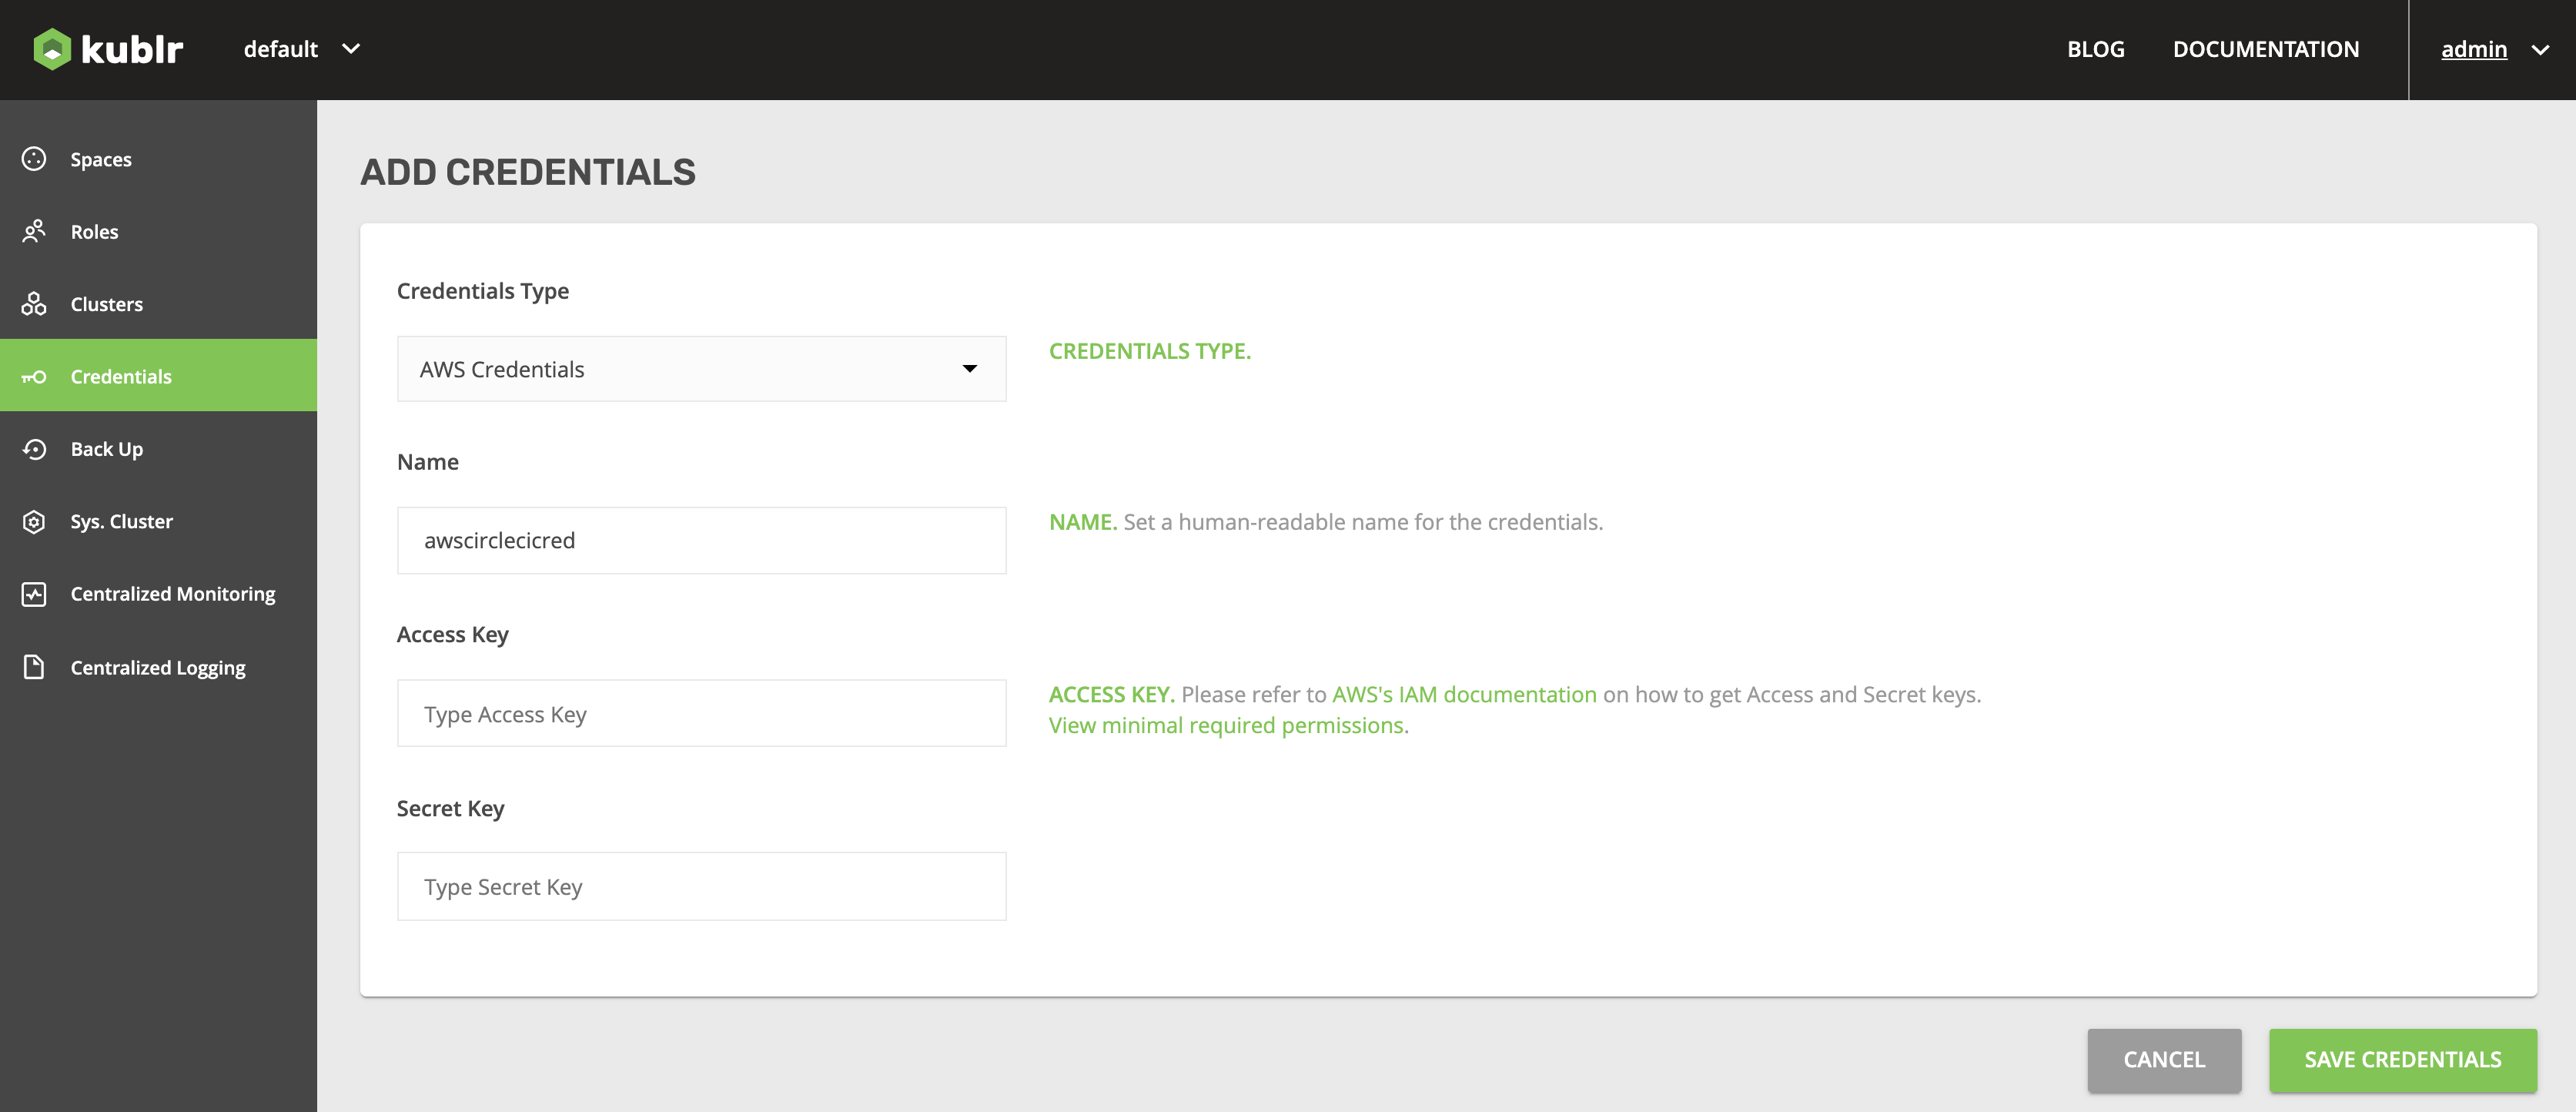 kublr
default
BLOG
DOCUMENTATION
admin
Spaces
Roles
Clusters
Credentials
Back Up
Sys. Cluster
Centralized Monitoring
Centralized Logging
ADD CREDENTIALS
Credentials Type
AWS Credentials
CREDENTIALS TYPE.
Name
awscirclecicred
NAME. Set a human-readable name for the credentials.
Access Key
Type Access Key
ACCESS KEY. Please refer to AWS's IAM documentation on how to get Access and Secret keys.
View minimal required permissions.
Secret Key
Type Secret Key
CANCEL
SAVE CREDENTIALS